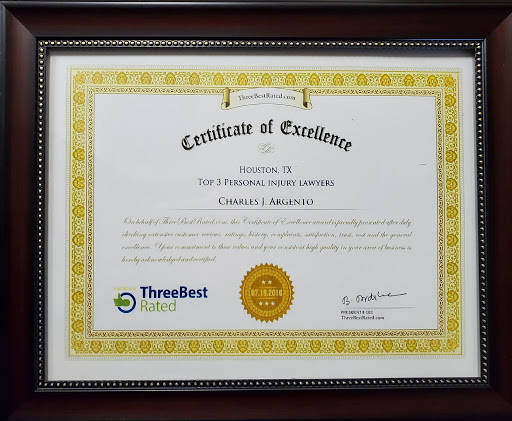 ThreeBestRated.com
Certificate of Excellence
HOUSTON, TX
TOP 3 PERSONAL INJURY LAWYERS
CHARLES J. ARGENTO
On behalf of ThreeBestRated.com, this Certificate of Excellence award is proudly presented after duly
checking extensive customer reviews, ratings, history, complaints, satisfaction, trust, cost and the general
excellence. Your commitment to these values and your consistent high quality in your area of business is
hereby acknowledged and certified.
ThreeBest
Rated
07.19.2016
PRESIDENT & CEO
ThreeBestRated.com